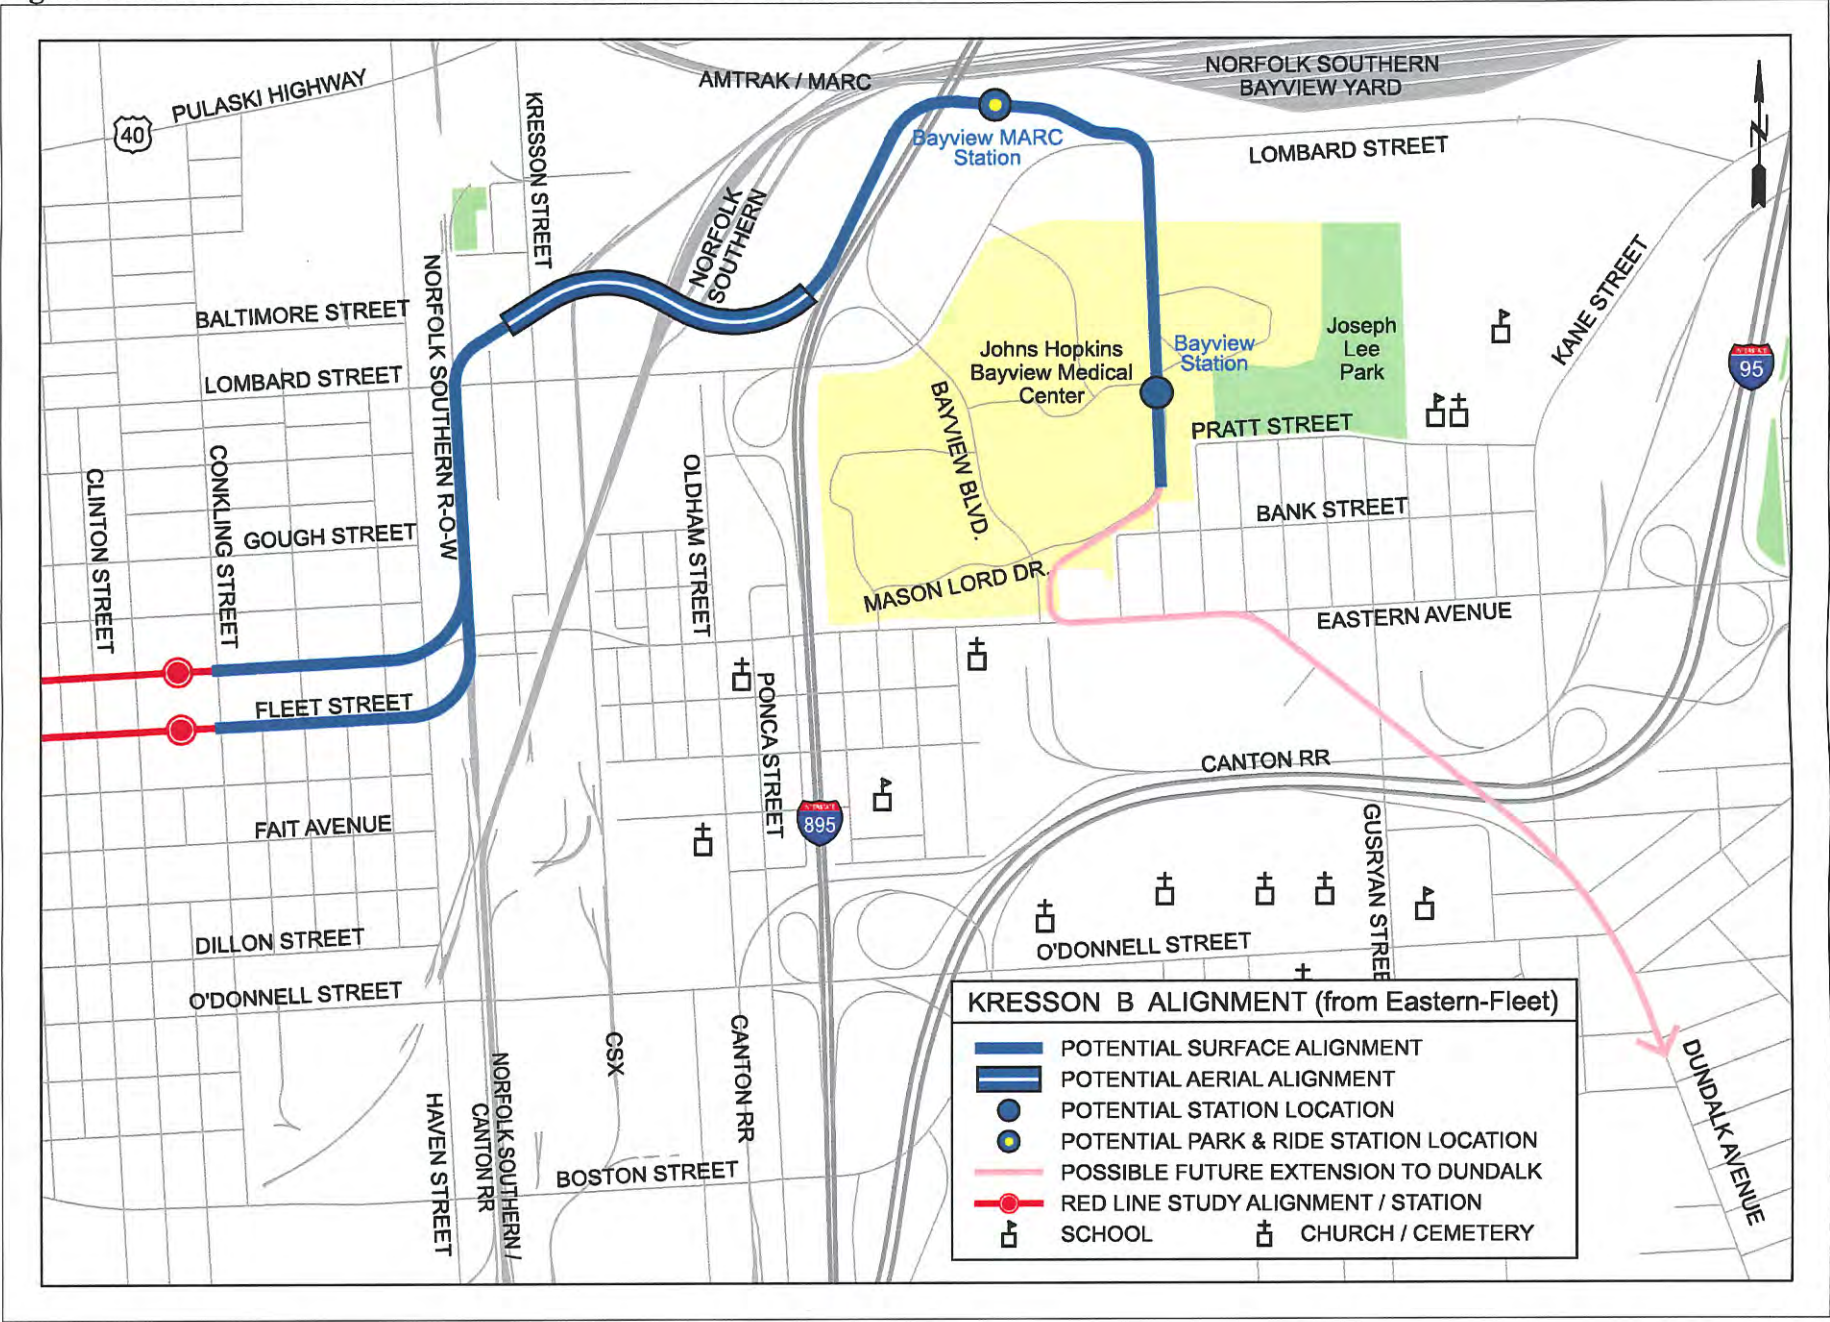 AMTRAK / MARC
NORFOLK SOUTHERN
BAYVIEW YARD
PULASKI HIGHWAY
40
KRESSON STREET
Bayview MARC
Station
LOMBARD STREET
N
NORFOLK
SOUTHERN
NORFOLK SOUTHERN R-O-W
BALTIMORE STREET
LOMBARD STREET
KANE STREET
95
Johns Hopkins
Bayview Medical
Center
Bayview
Station
Joseph
Lee
Park
PRATT STREET
BAYVIEW BLVD.
CLINTON STREET
CONKLING STREET
GOUGH STREET
OLDHAM STREET
BANK STREET
MASON LORD DR.
EASTERN AVENUE
FLEET STREET
PONCA STREET
CANTON RR
895
FAIT AVENUE
GUSRYAN STREE
DILLON STREET
O'DONNELL STREET
O'DONNELL STREET
CSX
CANTON RR
HAVEN STREET
NORFOLK SOUTHERN /
CANTON RR
BOSTON STREET
DUNDALK AVENUE
KRESSON B ALIGNMENT (from Eastern-Fleet)
POTENTIAL SURFACE ALIGNMENT
POTENTIAL AERIAL ALIGNMENT
POTENTIAL STATION LOCATION
POTENTIAL PARK & RIDE STATION LOCATION
POSSIBLE FUTURE EXTENSION TO DUNDALK
RED LINE STUDY ALIGNMENT / STATION
SCHOOL CHURCH / CEMETERY